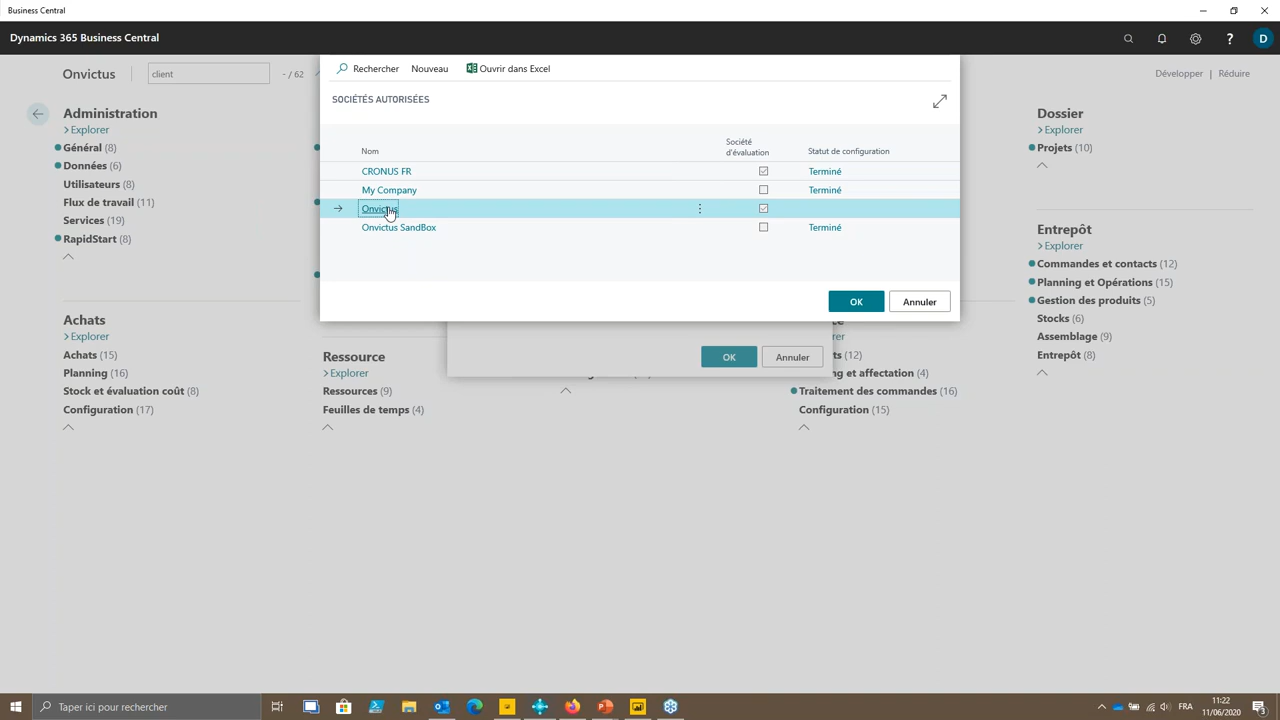 Business Central
Dynamics 365 Business Central
D
Onvictus
client
- / 62
Développer | Réduire
Rechercher Nouveau Ouvrir dans Excel
SOCIÉTÉS AUTORISÉES
Nom Société d'évaluation Statut de configuration
CRONUS FR Terminé
My Company Terminé
Onvictus
Onvictus SandBox Terminé
OK Annuler
OK Annuler
Administration
> Explorer
Général (8)
Données (6)
Utilisateurs (8)
Flux de travail (11)
Services (19)
RapidStart (8)
Achats
> Explorer
Achats (15)
Planning (16)
Stock et évaluation coût (8)
Configuration (17)
Ressource
> Explorer
Ressources (9)
Feuilles de temps (4)
(12)
et affectation (4)
Traitement des commandes (16)
Configuration (15)
Dossier
> Explorer
Projets (10)
Entrepôt
> Explorer
Commandes et contacts (12)
Planning et Opérations (15)
Gestion des produits (5)
Stocks (6)
Assemblage (9)
Entrepôt (8)
Taper ici pour rechercher
FRA
11:22
11/06/2020
3